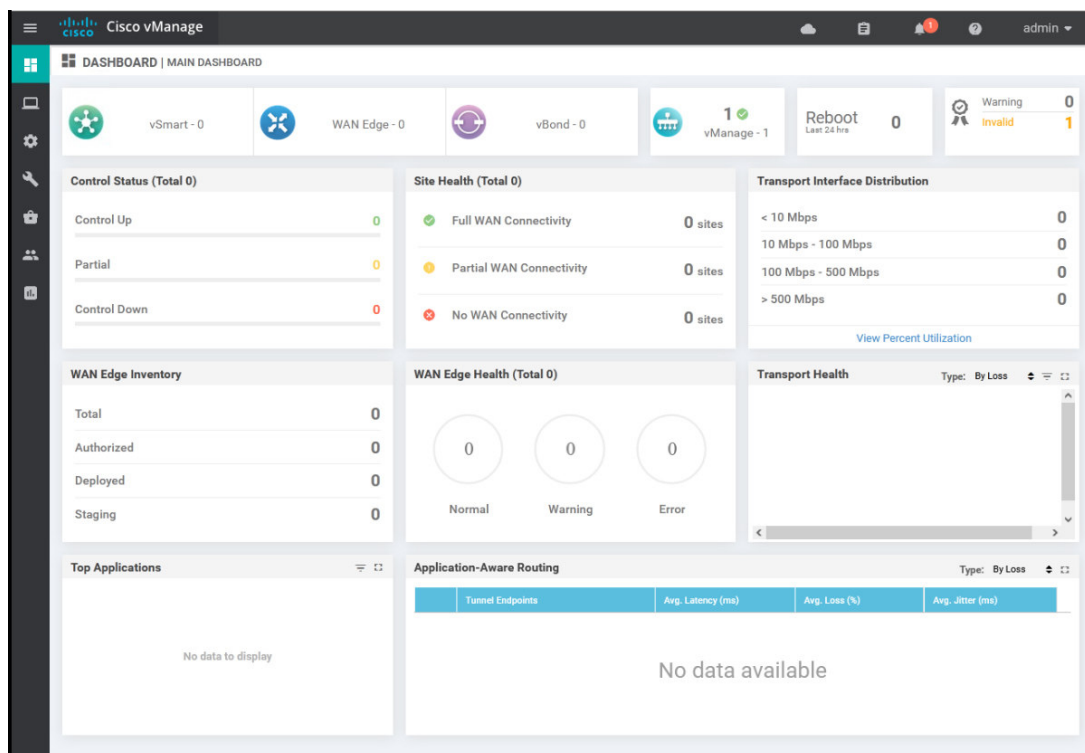 cisco Cisco vManage 1 admin
DASHBOARD | MAIN DASHBOARD
vSmart - 0
WAN Edge - 0
vBond - 0
1
vManage - 1
Reboot
Last 24 hrs
0
Warning 0
Invalid 1
Control Status (Total 0)
Control Up 0
Partial 0
Control Down 0
Site Health (Total 0)
Full WAN Connectivity 0 sites
Partial WAN Connectivity 0 sites
No WAN Connectivity 0 sites
Transport Interface Distribution
< 10 Mbps 0
10 Mbps - 100 Mbps 0
100 Mbps - 500 Mbps 0
> 500 Mbps 0
View Percent Utilization
WAN Edge Inventory
Total 0
Authorized 0
Deployed 0
Staging 0
WAN Edge Health (Total 0)
0 0 0
Normal Warning Error
Transport Health Type: By Loss
Top Applications
No data to display
Application-Aware Routing Type: By Loss
Tunnel Endpoints Avg. Latency (ms) Avg. Loss (%) Avg. Jitter (ms)
No data available